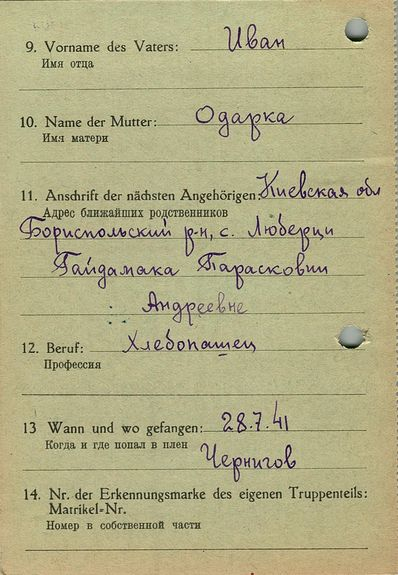 9. Vorname des Vaters: Иван
Имя отца
10. Name der Mutter: Одарка
Имя матери
11. Anschrift der nächsten Angehörigen: Киевская обл
Адрес ближайших родственников
Бориспольский р-н, с. Люберци
Гайдамака Парасковии
Андреевне
12. Beruf: Хлебопашец
Профессия
13 Wann und wo gefangen: 28.7.41
Когда и где попал в плен
Чернигов
14. Nr. der Erkennungsmarke des eigenen Truppenteils:
Matrikel-Nr.
Номер в собственной части